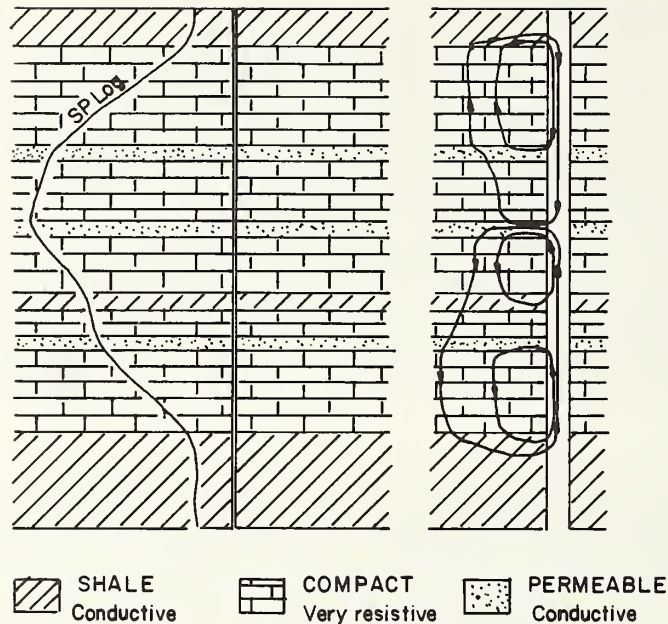 SP Log
SHALE
Conductive
COMPACT
Very resistive
PERMEABLE
Conductive